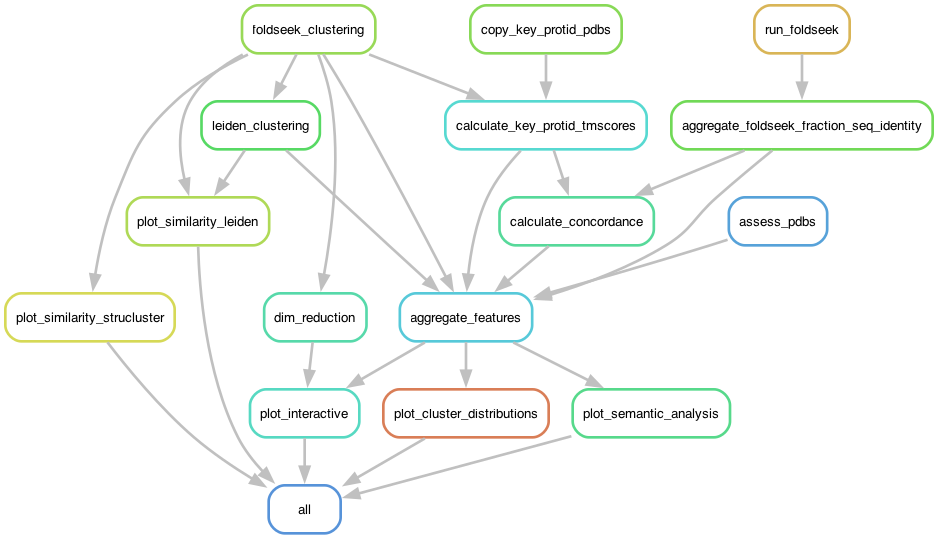 foldseek_clustering
copy_key_protid_pdbs
run_foldseek
leiden_clustering
calculate_key_protid_tmscores
aggregate_foldseek_fraction_seq_identity
plot_similarity_leiden
calculate_concordance
assess_pdbs
plot_similarity_strucluster
dim_reduction
aggregate_features
plot_interactive
plot_cluster_distributions
plot_semantic_analysis
all